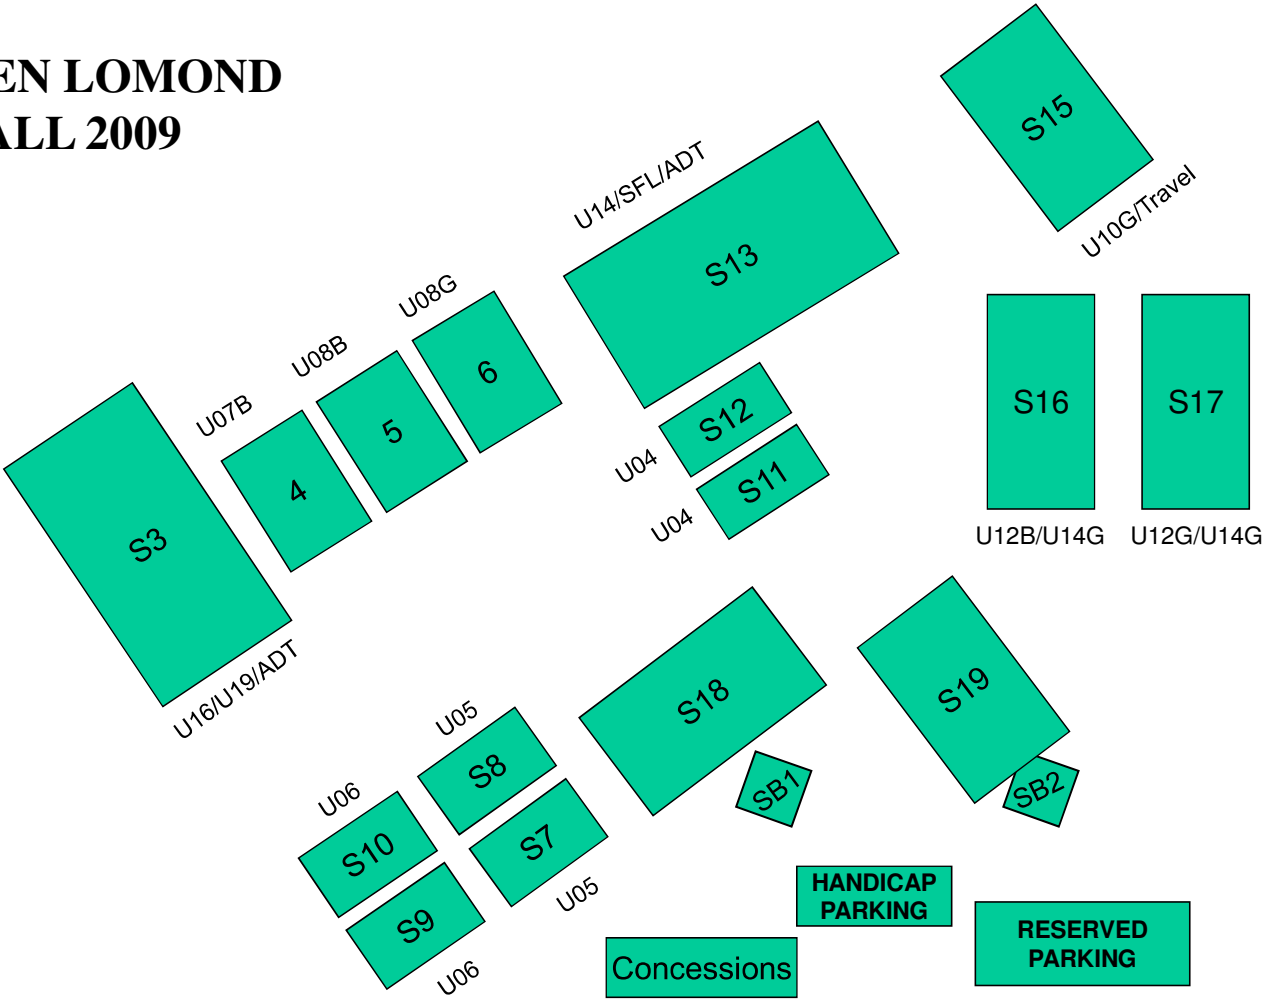 EN LOMOND
ALL 2009
S15
U10G/Travel
U14/SFL/ADT
S13
U08G
6
U08B
5
U07B
4
S3
U16/U19/ADT
S12
U04
S11
U04
S16
U12B/U14G
S17
U12G/U14G
S18
S19
SB1
SB2
U05
S8
S7
U05
U06
S10
S9
U06
HANDICAP
PARKING
RESERVED
PARKING
Concessions